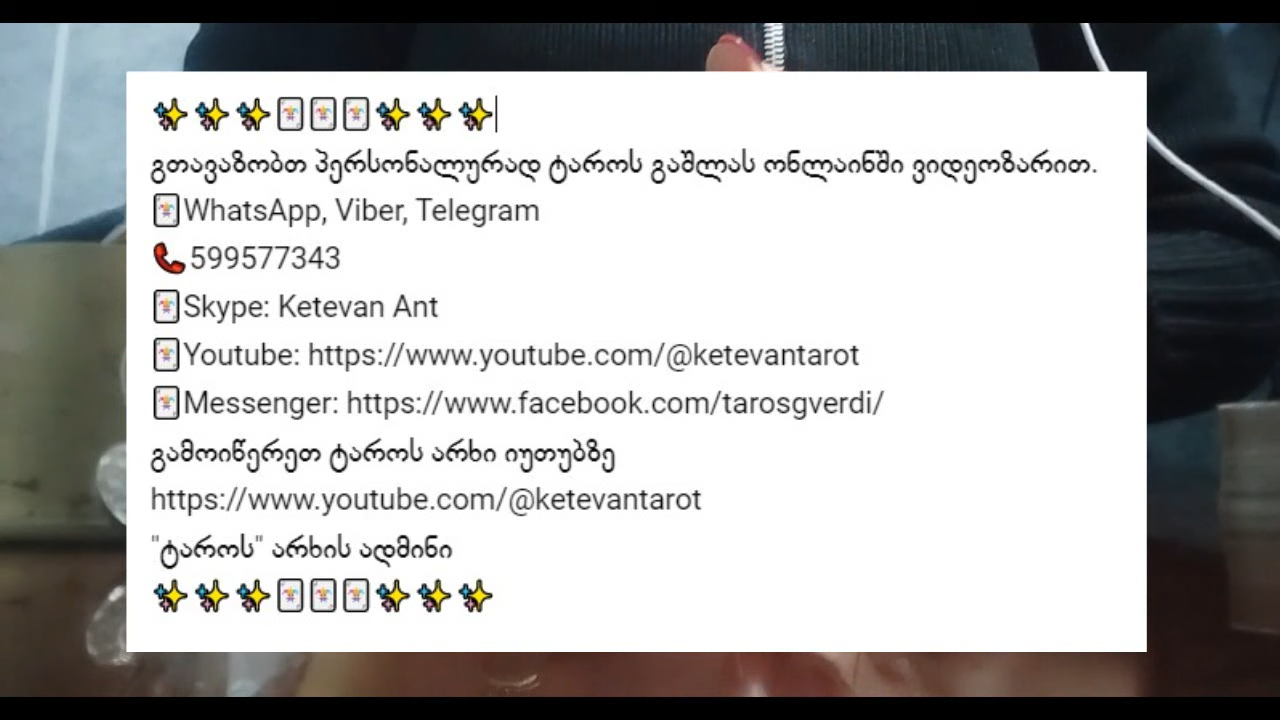 ✨✨✨🃏🃏🃏✨✨✨
გთავაზობთ პერსონალურად ტაროს გაშლას ონლაინში ვიდეოზარით.
🃏WhatsApp, Viber, Telegram
📞599577343
🃏Skype: Ketevan Ant
🃏Youtube: https://www.youtube.com/@ketevantarot
🃏Messenger: https://www.facebook.com/tarosgverdi/
გამოიწერეთ ტაროს არხი იუთუბზე
https://www.youtube.com/@ketevantarot
"ტაროს" არხის ადმინი
✨✨✨🃏🃏🃏✨✨✨